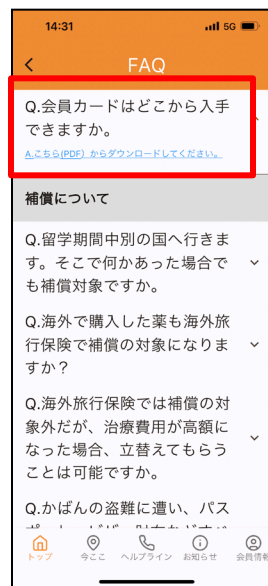 14:31
5G
FAQ
Q.会員カードはどこから入手
できますか。
A.こちら(PDF) からダウンロードしてください。
補償について
Q.留学期間中別の国へ行きま
す。そこで何かあった場合で
も補償対象ですか。
Q.海外で購入した薬も海外旅
行保険で補償の対象になりま
すか？
Q.海外旅行保険では補償の対
象外だが、治療費用が高額に
なった場合、立替えてもらう
ことは可能ですか。
Q.かばんの盗難に遭い、パス
トップ
今ここ
ヘルプライン
お知らせ
会員情報